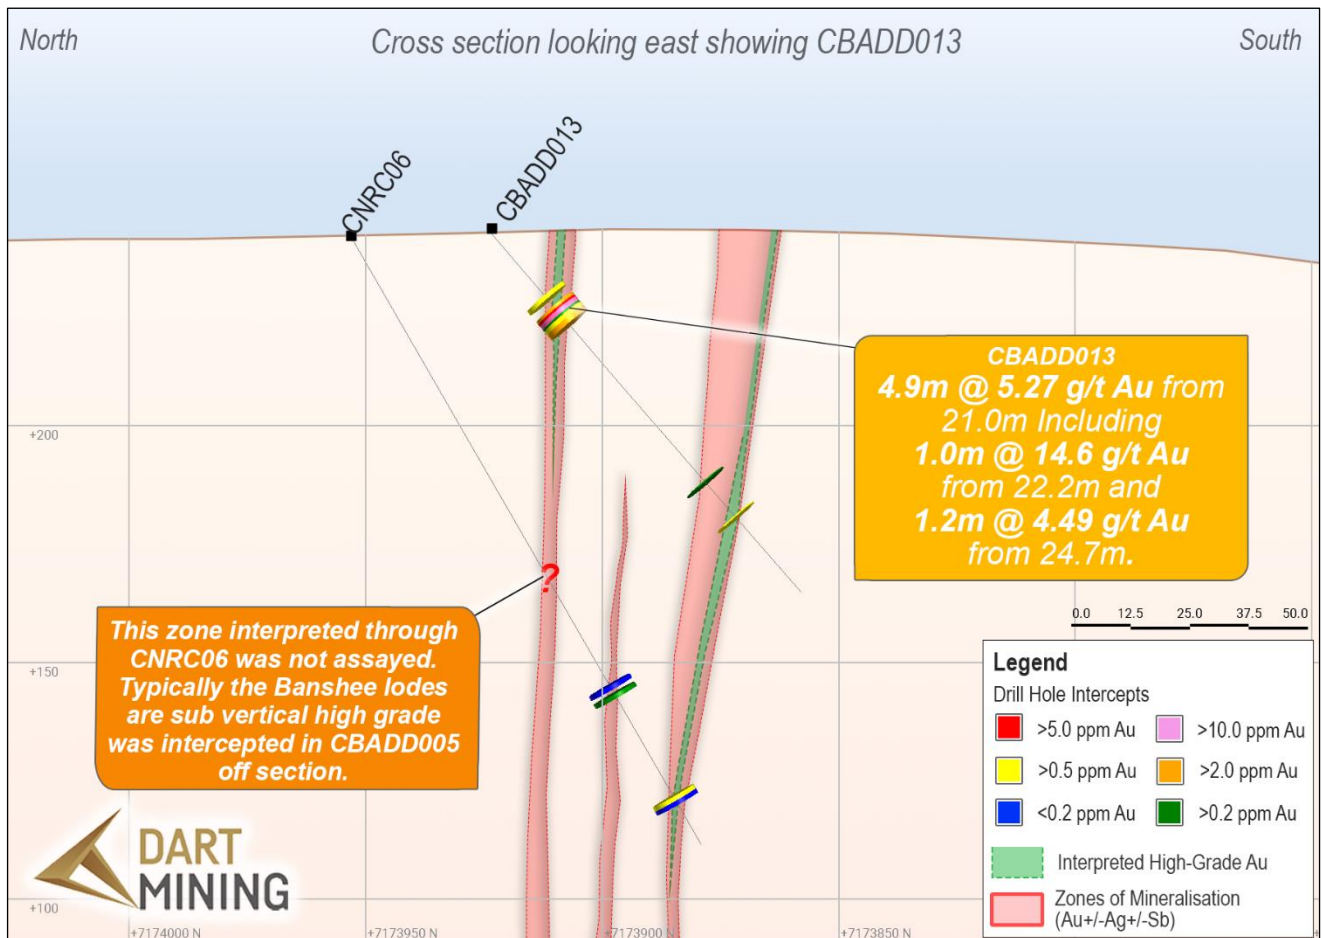 North
Cross section looking east showing CBADD013
South
CNRC06
CBADD013
CBADD013
4.9m @ 5.27 g/t Au from
21.0m Including
1.0m @ 14.6 g/t Au
from 22.2m and
1.2m @ 4.49 g/t Au
from 24.7m.
+200
?
This zone interpreted through
CNRC06 was not assayed.
Typically the Banshee lodes
are sub vertical high grade
was intercepted in CBADD005
off section.
+150
0.0 12.5 25.0 37.5 50.0
Legend
Drill Hole Intercepts
>5.0 ppm Au >10.0 ppm Au
>0.5 ppm Au >2.0 ppm Au
<0.2 ppm Au >0.2 ppm Au
Interpreted High-Grade Au
Zones of Mineralisation
(Au+/-Ag+/-Sb)
DART
MINING
+100
+7174000 N +7173950 N +7173900 N +7173850 N